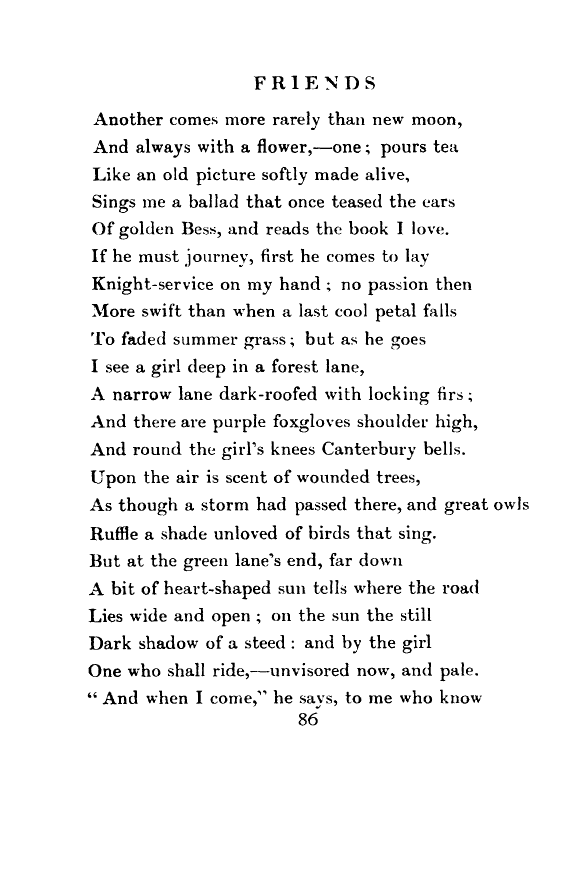 FRIENDS
Another comes more rarely than new moon,
And always with a flower,—one; pours tea
Like an old picture softly made alive,
Sings me a ballad that once teased the ears
Of golden Bess, and reads the book I love.
If he must journey, first he comes to lay
Knight-service on my hand; no passion then
More swift than when a last cool petal falls
To faded summer grass; but as he goes
I see a girl deep in a forest lane,
A narrow lane dark-roofed with locking firs;
And there are purple foxgloves shoulder high,
And round the girl's knees Canterbury bells.
Upon the air is scent of wounded trees,
As though a storm had passed there, and great owls
Ruffle a shade unloved of birds that sing.
But at the green lane's end, far down
A bit of heart-shaped sun tells where the road
Lies wide and open; on the sun the still
Dark shadow of a steed: and by the girl
One who shall ride,—unvisored now, and pale.
"And when I come," he says, to me who know
86